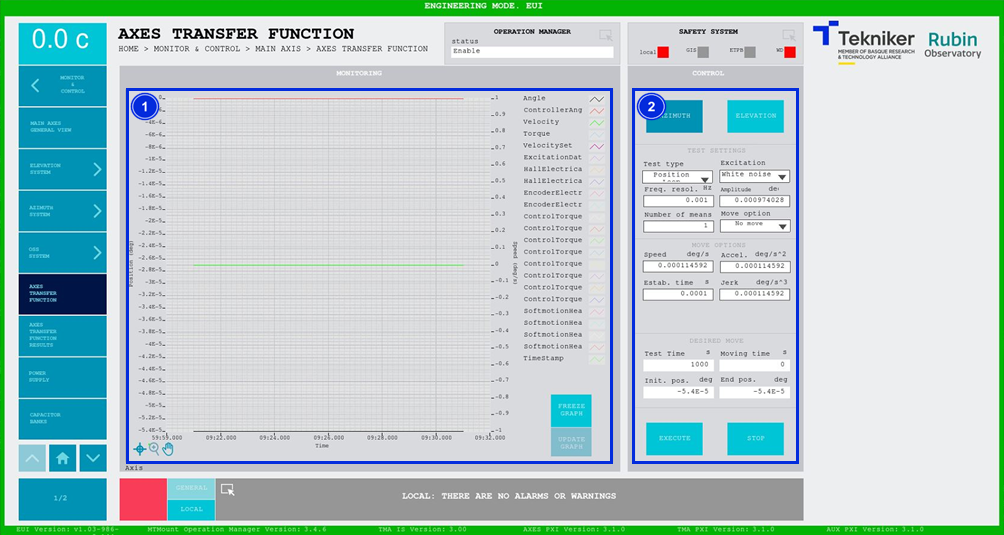 ENGINEERING MODE. EUI
0.0 c
AXES TRANSFER FUNCTION
HOME > MONITOR & CONTROL > MAIN AXIS > AXES TRANSFER FUNCTION
OPERATION MANAGER
status
Enable
SAFETY SYSTEM
local
GIS
ETPB
WD
Tekniker
MEMBER OF BASQUE RESEARCH
& TECHNOLOGY ALLIANCE
Rubin
Observatory
MONITOR
&
CONTROL
MAIN AXES
GENERAL VIEW
ELEVATION
SYSTEM
AZIMUTH
SYSTEM
OSS
SYSTEM
AXES
TRANSFER
FUNCTION
AXES
TRANSFER
FUNCTION
RESULTS
POWER
SUPPLY
CAPACITOR
BANKS
1/2
MONITORING
1
0
-4E-6
-6E-6
-8E-6
-1E-5
-1.2E-5
-1.4E-5
-1.6E-5
-1.8E-5
-2E-5
-2.2E-5
-2.4E-5
-2.6E-5
-2.8E-5
-3E-5
-3.2E-5
-3.4E-5
-3.6E-5
-3.8E-5
-4E-5
-4.2E-5
-4.4E-5
-4.6E-5
-4.8E-5
-5E-5
-5.4E-5
Position (deg)
1
0.9
0.8
0.7
0.6
0.5
0.4
0.3
0.2
0.1
0
-0.1
-0.2
-0.3
-0.4
-0.5
-0.6
-0.7
-0.8
-0.9
-1
Speed (deg/s)
59:59.000
09:22.000
09:24.000
09:26.000
09:28.000
09:30.000
09:32.000
Time
Angle
ControllerAng
Velocity
Torque
VelocitySet
ExcitationDat
HallElectrica
HallElectrica
EncoderElectr
EncoderElectr
ControlTorque
ControlTorque
ControlTorque
ControlTorque
ControlTorque
ControlTorque
ControlTorque
ControlTorque
SoftmotionHea
SoftmotionHea
SoftmotionHea
SoftmotionHea
TimeStamp
FREEZE
GRAPH
UPDATE
GRAPH
Axis
CONTROL
2
AZIMUTH
ELEVATION
TEST SETTINGS
Test type
Position
Excitation
White noise
Freq. resol. Hz
0.001
Amplitude de
0.000974028
Number of means
1
Move option
No move
MOVE OPTIONS
Speed deg/s
0.000114592
Accel. deg/s^2
0.000114592
Estab. time s
0.0001
Jerk deg/s^3
0.000114592
DESIRED MOVE
Test Time s
1000
Moving time s
0
Init. pos. deg
-5.4E-5
End pos. deg
-5.4E-5
EXECUTE
STOP
GENERAL
LOCAL
LOCAL: THERE ARE NO ALARMS OR WARNINGS
EUI Version: v1.03-986-
MTMount Operation Manager Version: 3.4.6
TMA IS Version: 3.00
AXES PXI Version: 3.1.0
TMA PXI Version: 3.1.0
AUX PXI Version: 3.1.0